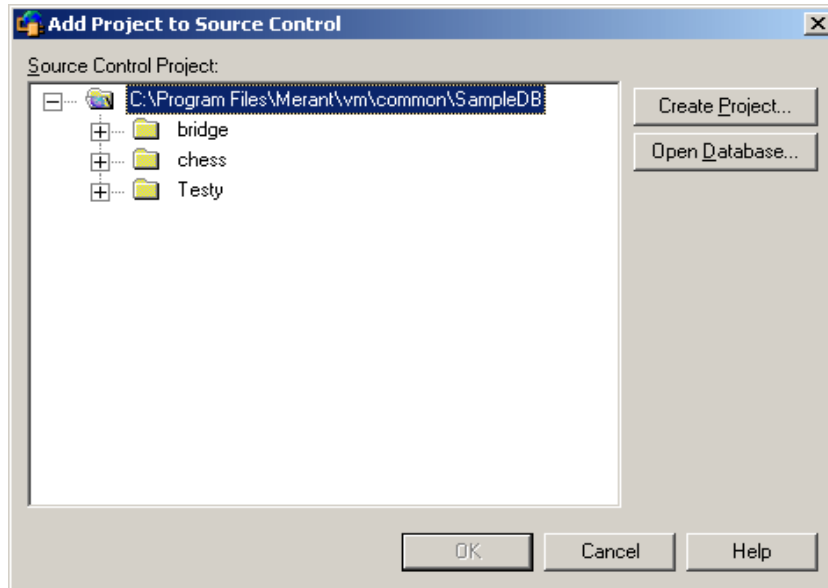 Add Project to Source Control
Source Control Project:
C:\Program Files\Merant\vm\common\SampleDB
bridge
chess
Testy
Create Project...
Open Database...
OK
Cancel
Help